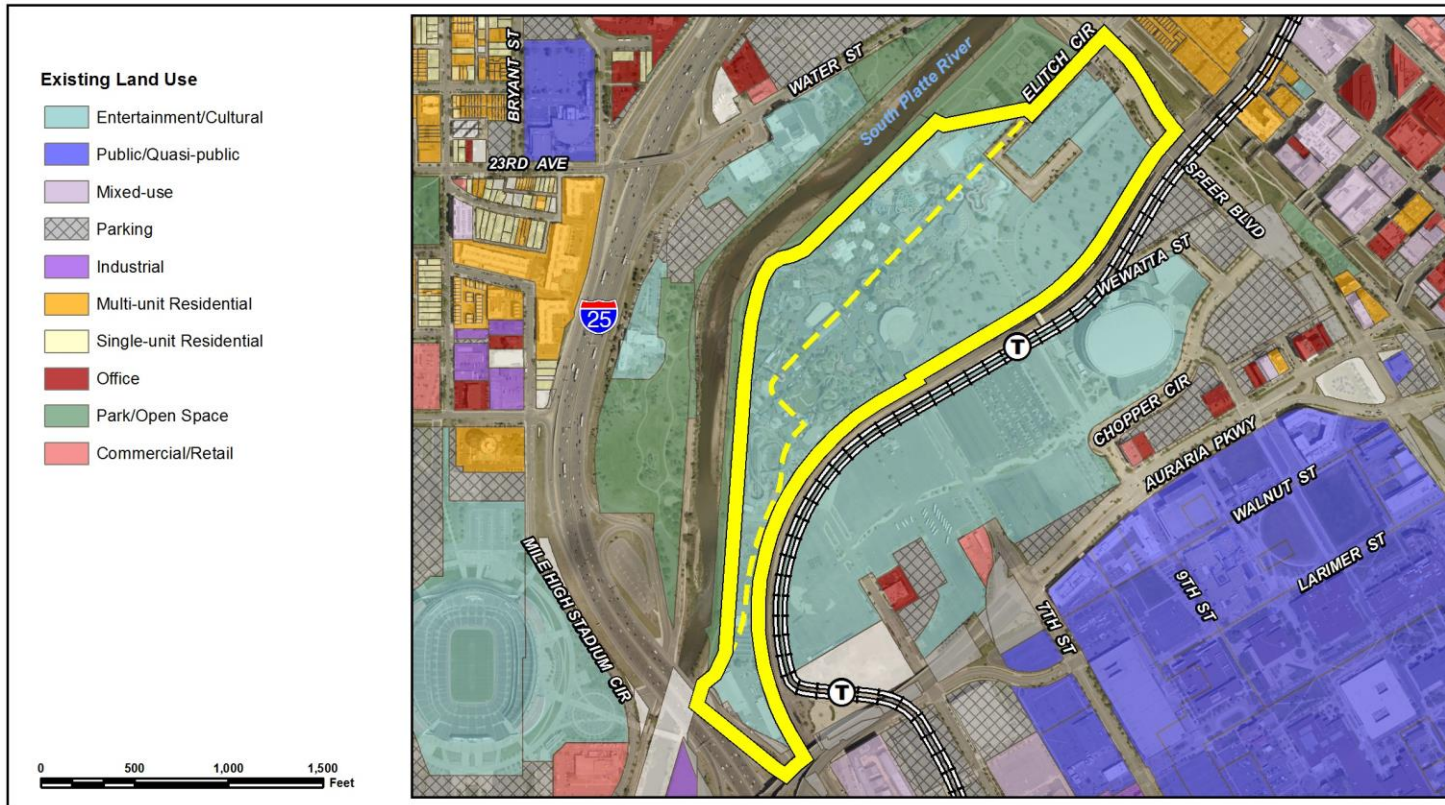 Existing Land Use
Entertainment/Cultural
Public/Quasi-public
Mixed-use
Parking
Industrial
Multi-unit Residential
Single-unit Residential
Office
Park/Open Space
Commercial/Retail
0 500 1,000 1,500
Feet
BRYANT ST
WATER ST
South Platte River
ELITCH CIR
23RD AVE
SPEER BLVD
WEWATTA ST
25
T
CHOPPER CIR
AURARIA PKWY
WALNUT ST
LARIMER ST
MILE HIGH STADIUM CIR
9TH ST
7TH ST
T